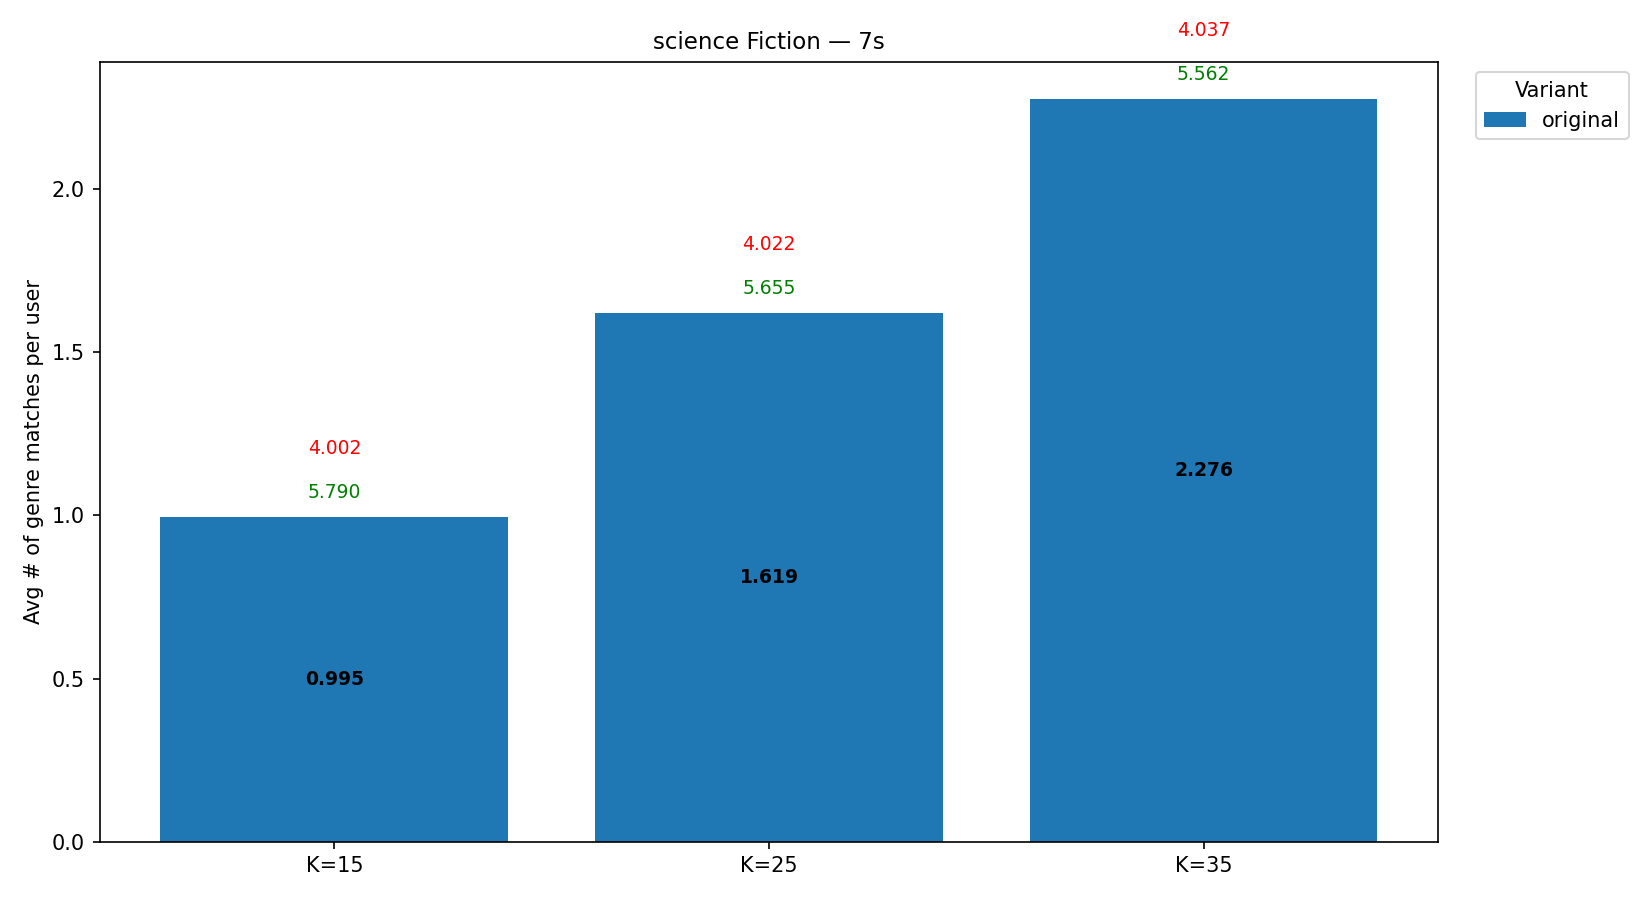 science Fiction — 7s
4.037
5.562
Variant
original
4.022
5.655
4.002
5.790
2.276
1.619
0.995
Avg # of genre matches per user
2.0
1.5
1.0
0.5
0.0
K=15
K=25
K=35